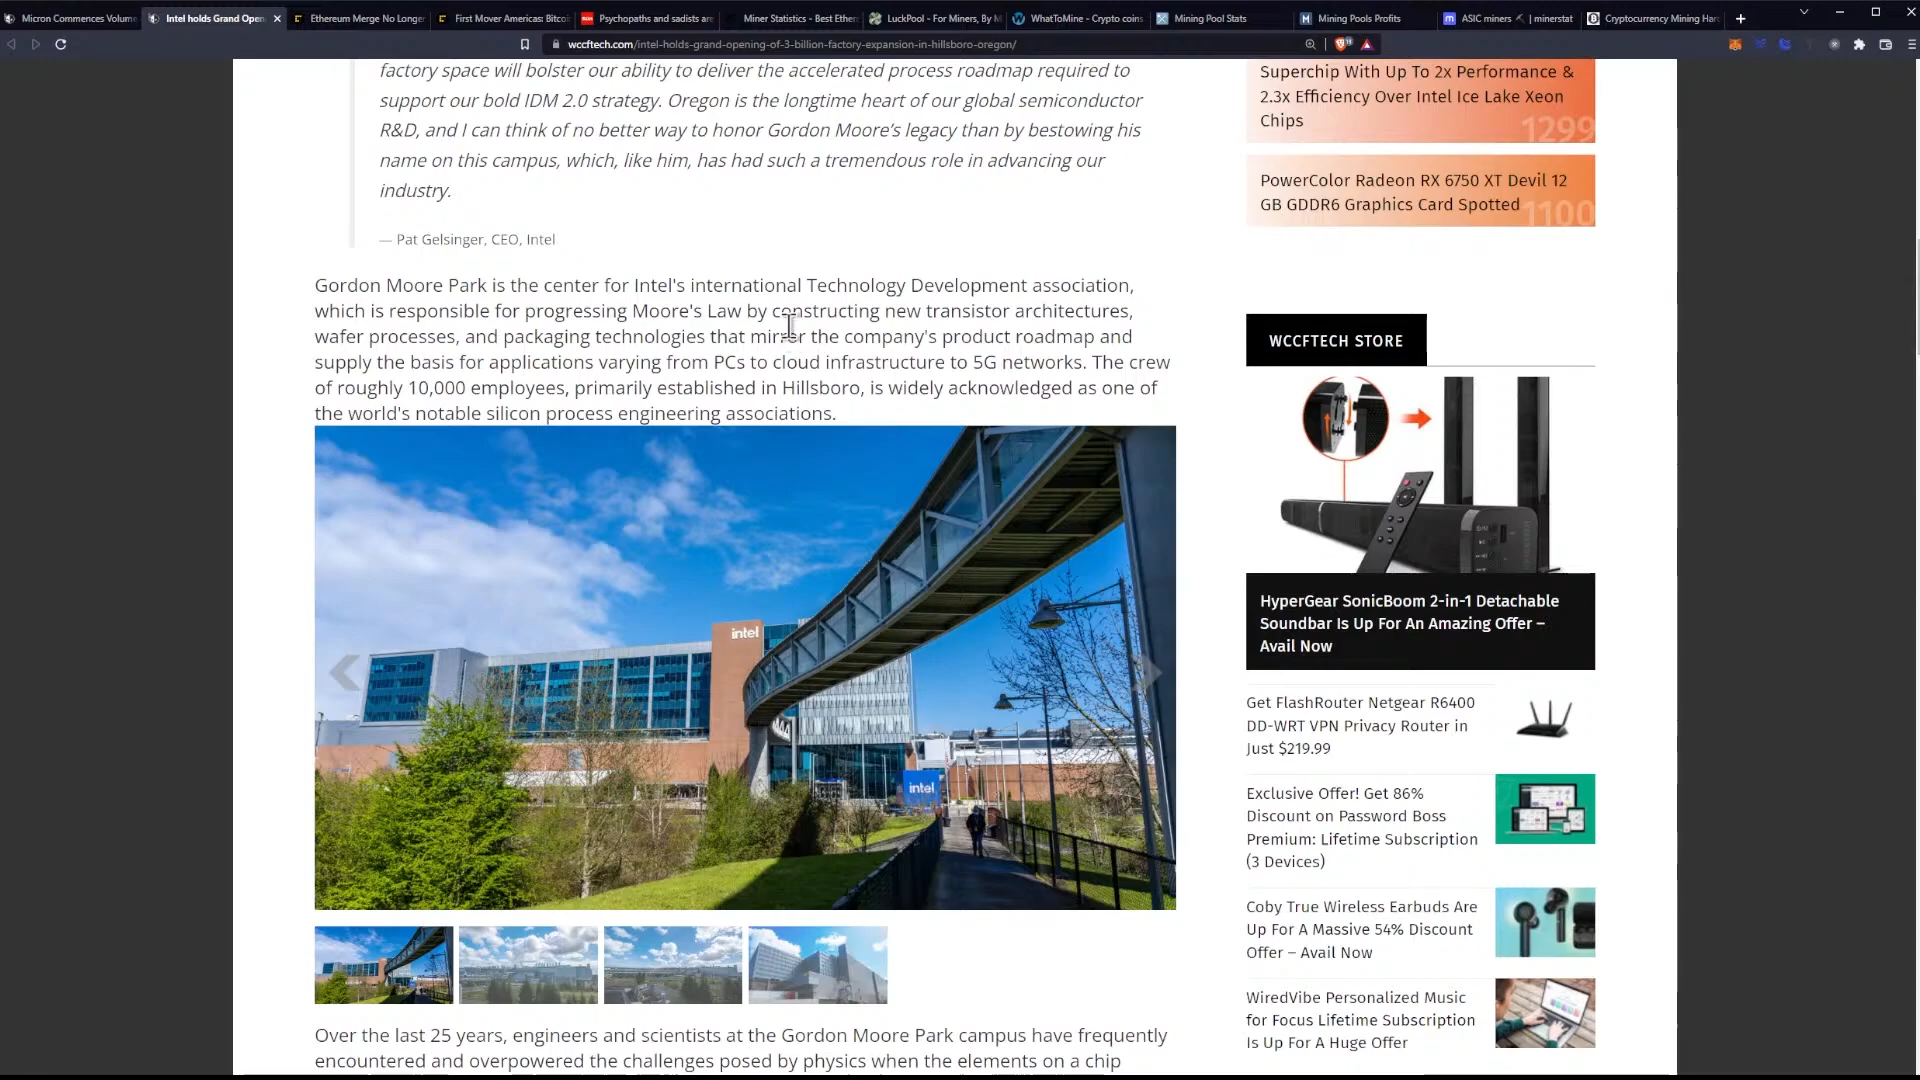 Micron Commences Volume
Intel holds Grand Open
Ethereum Merge No Longer
First Mover Americas: Bitcoi
Psychopaths and sadists are
Miner Statistics - Best Ether
LuckPool - For Miners, By M
WhatToMine - Crypto coins
Mining Pool Stats
Mining Pools Profits
ASIC miners ⛏ | minerstat
Cryptocurrency Mining Har
wccftech.com/intel-holds-grand-opening-of-3-billion-factory-expansion-in-hillsboro-oregon/
factory space will bolster our ability to deliver the accelerated process roadmap required to
support our bold IDM 2.0 strategy. Oregon is the longtime heart of our global semiconductor
R&D, and I can think of no better way to honor Gordon Moore's legacy than by bestowing his
name on this campus, which, like him, has had such a tremendous role in advancing our
industry.
— Pat Gelsinger, CEO, Intel
Gordon Moore Park is the center for Intel's international Technology Development association,
which is responsible for progressing Moore's Law by constructing new transistor architectures,
wafer processes, and packaging technologies that mirror the company's product roadmap and
supply the basis for applications varying from PCs to cloud infrastructure to 5G networks. The crew
of roughly 10,000 employees, primarily established in Hillsboro, is widely acknowledged as one of
the world's notable silicon process engineering associations.
intel
intel
Over the last 25 years, engineers and scientists at the Gordon Moore Park campus have frequently
encountered and overpowered the challenges posed by physics when the elements on a chip
Superchip With Up To 2x Performance &
2.3x Efficiency Over Intel Ice Lake Xeon
Chips
1299
PowerColor Radeon RX 6750 XT Devil 12
GB GDDR6 Graphics Card Spotted
1100
WCCFTECH STORE
HyperGear SonicBoom 2-in-1 Detachable
Soundbar Is Up For An Amazing Offer –
Avail Now
Get FlashRouter Netgear R6400
DD-WRT VPN Privacy Router in
Just $219.99
Exclusive Offer! Get 86%
Discount on Password Boss
Premium: Lifetime Subscription
(3 Devices)
Coby True Wireless Earbuds Are
Up For A Massive 54% Discount
Offer – Avail Now
WiredVibe Personalized Music
for Focus Lifetime Subscription
Is Up For A Huge Offer